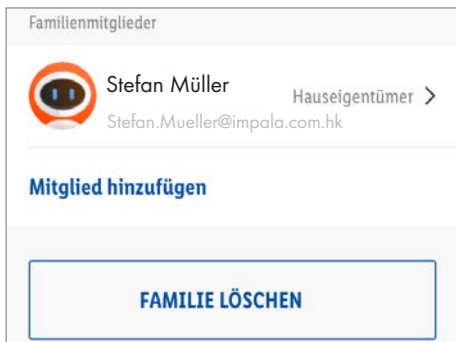 Familienmitglieder
Stefan Müller
Hauseigentümer
Stefan.Mueller@impala.com.hk
Mitglied hinzufügen
FAMILIE LÖSCHEN